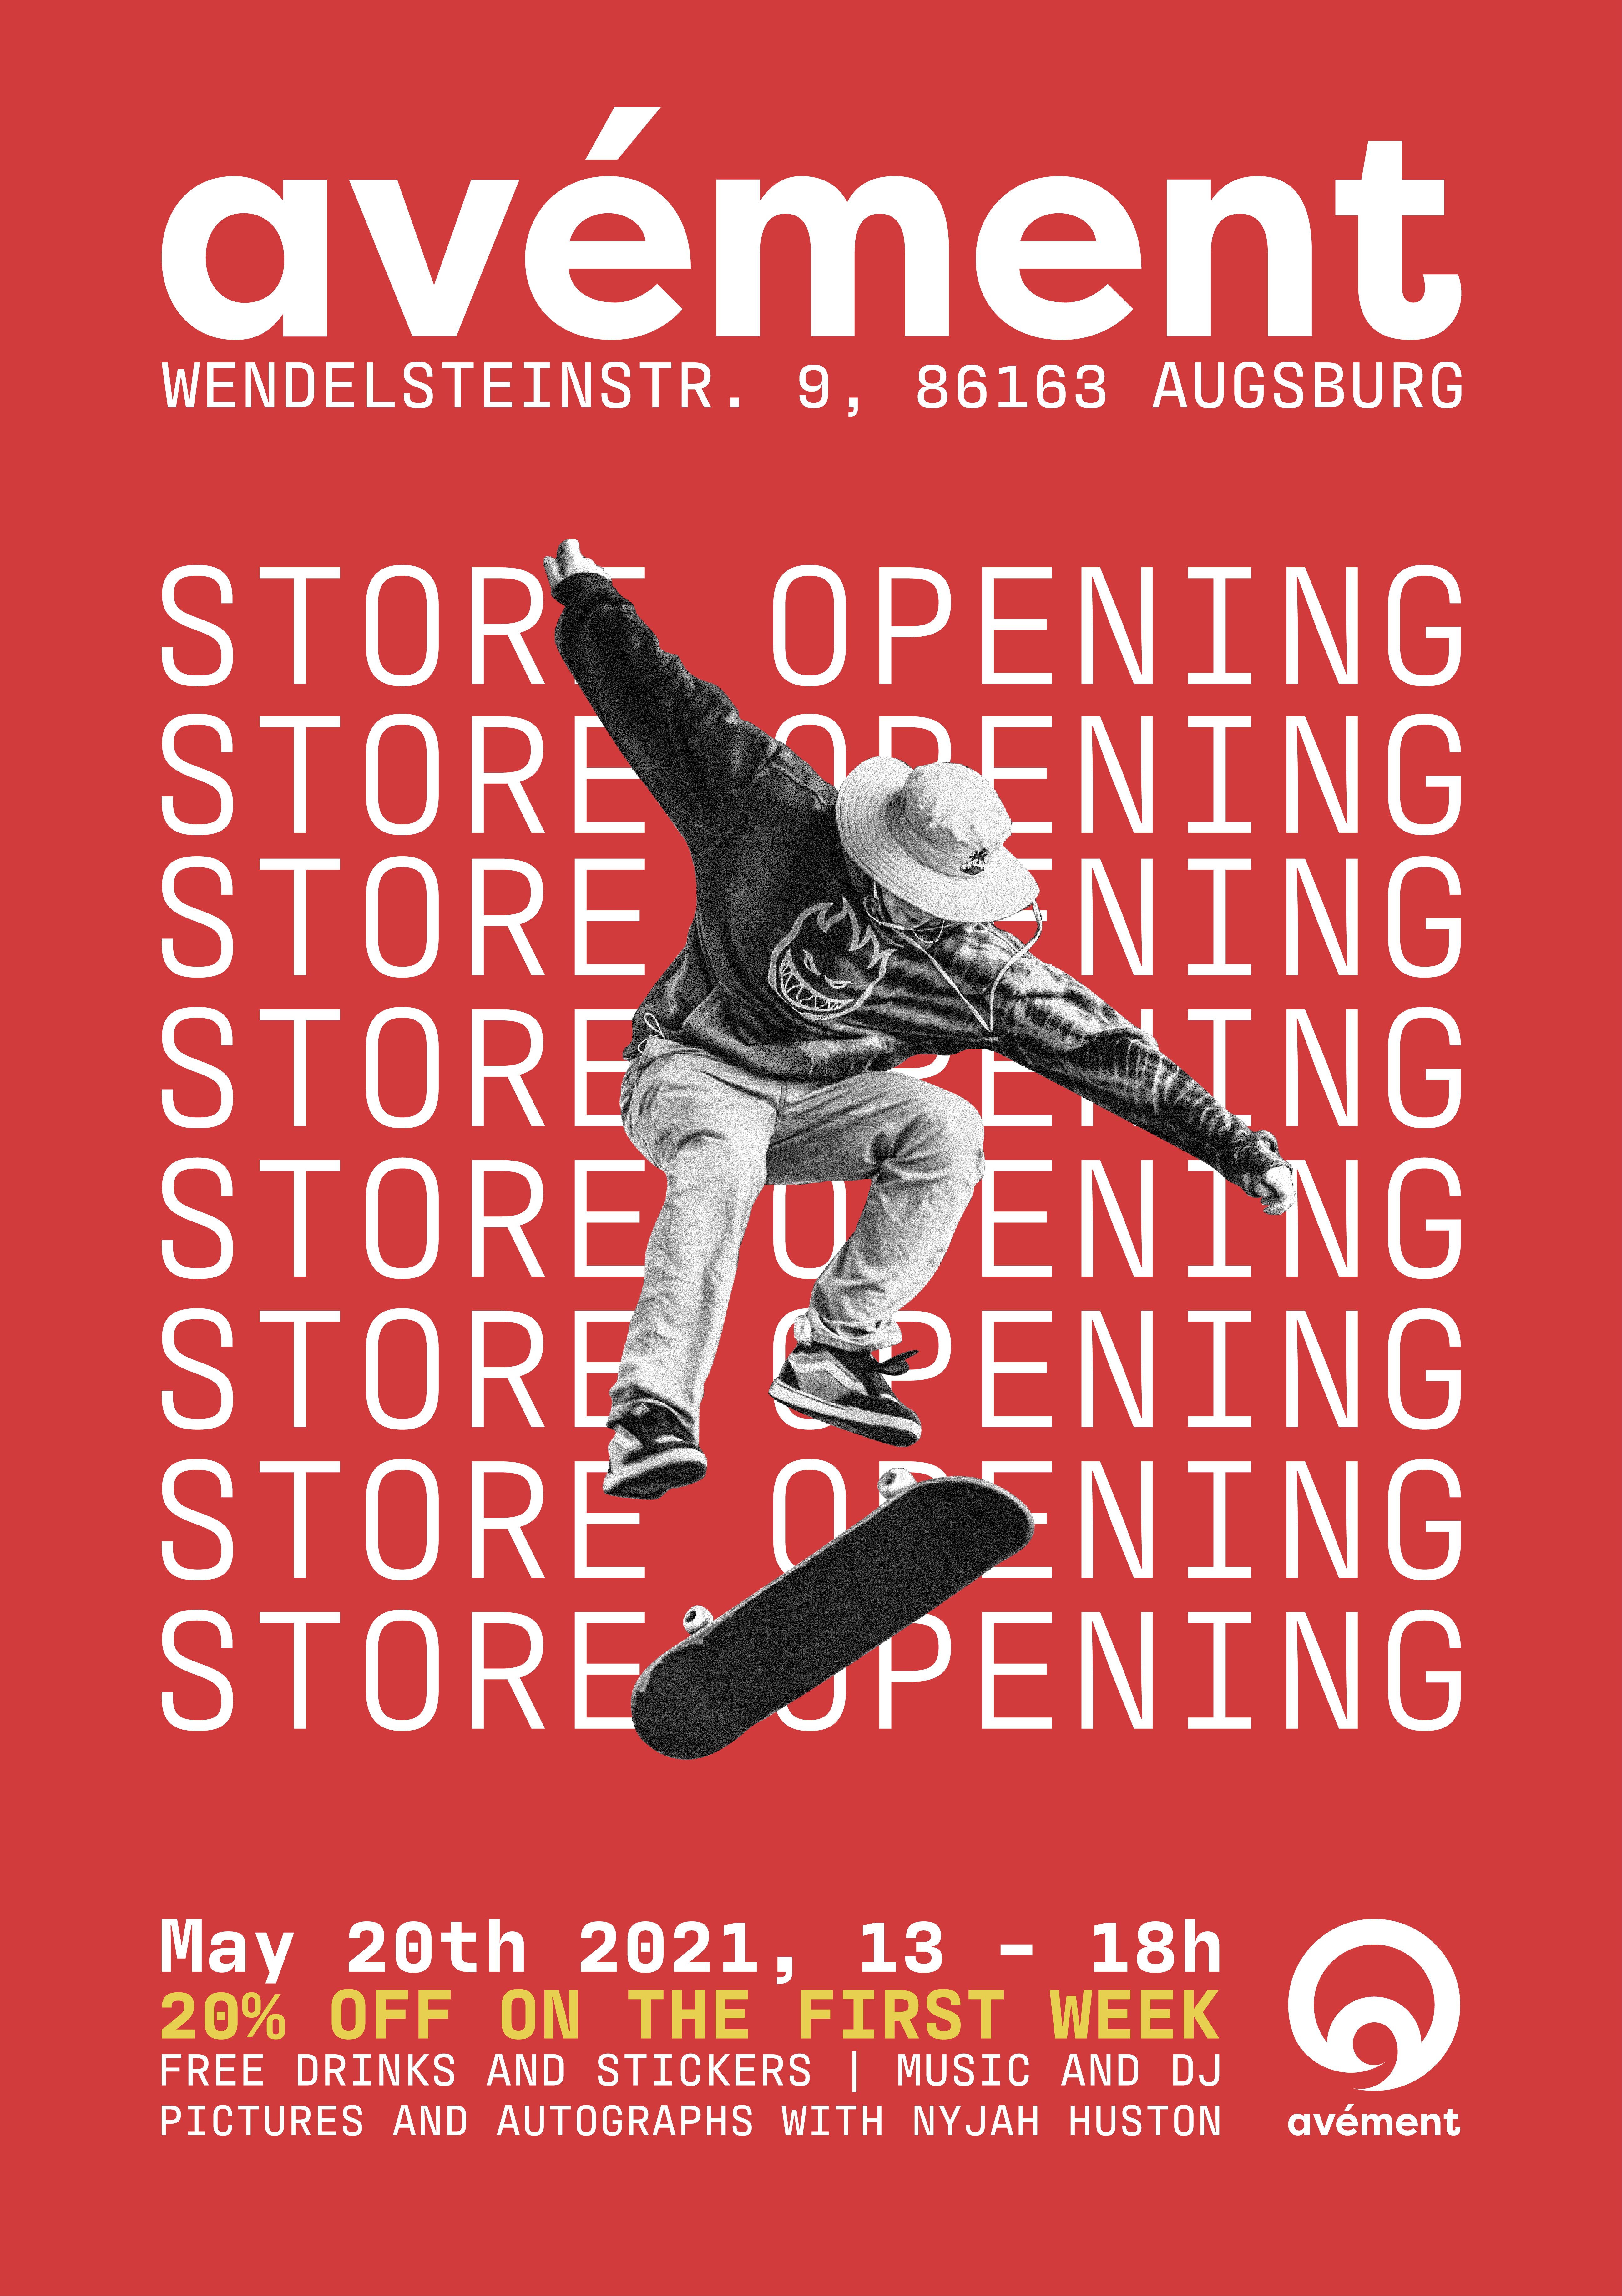 avément
WENDELSTEINSTR. 9, 86163 AUGSBURG
STORE OPENING
STORE OPENING
STORE OPENING
STORE OPENING
STORE OPENING
STORE OPENING
STORE OPENING
STORE OPENING
May 20th 2021, 13 – 18h
20% OFF ON THE FIRST WEEK
FREE DRINKS AND STICKERS | MUSIC AND DJ
PICTURES AND AUTOGRAPHS WITH NYJAH HUSTON
avément